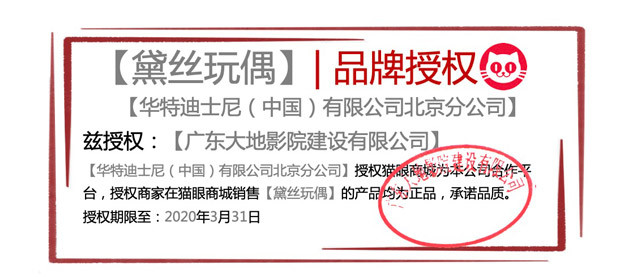 【黛丝玩偶】|品牌授权
【华特迪士尼(中国)有限公司北京分公司】
兹授权:【广东大地影院建设有限公司】
【华特迪士尼(中国)有限公司北京分公司】授权猫眼商城为本公司合作平
台,授权商家在猫眼商城销售【黛丝玩偶】的产品均为正品,承诺品质。
授权期限至:2020年3月31日
广东大地影院建设有限公司